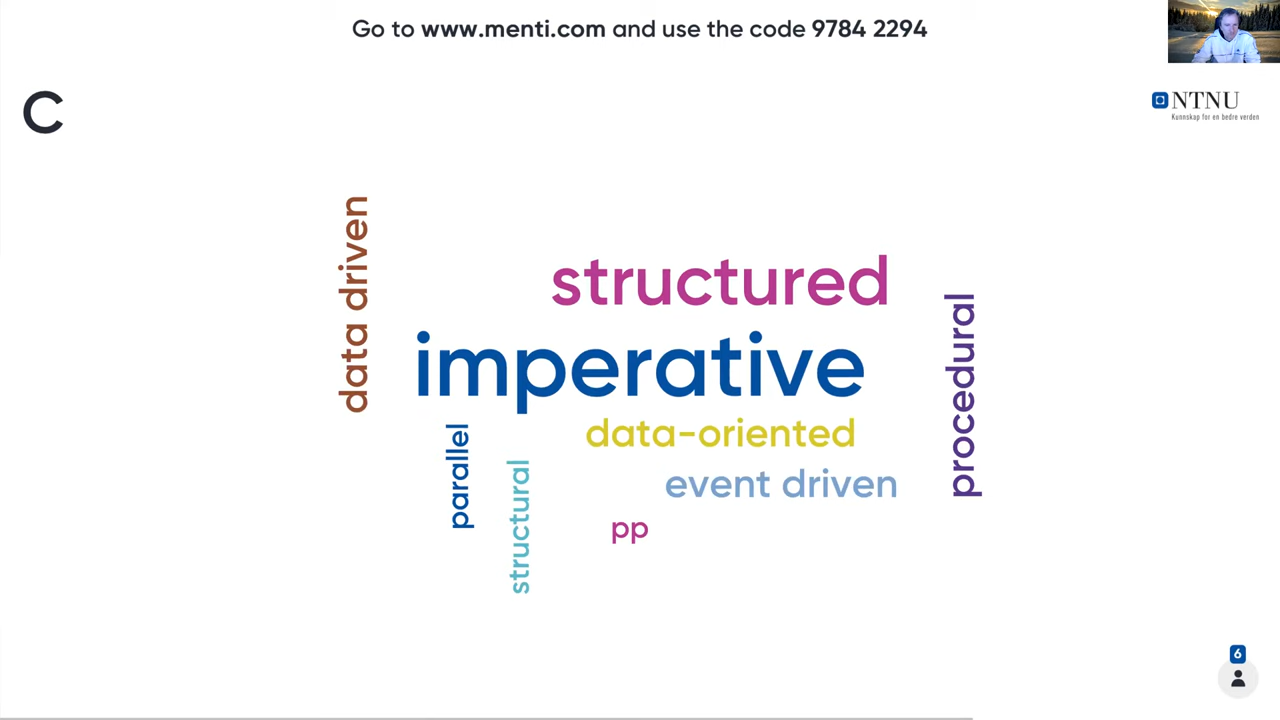 Go to www.menti.com and use the code 9784 2294
C
NTNU
Kunnskap for en bedre verden
data driven
structured
imperative
procedural
data-oriented
parallel
structural
event driven
pp
6